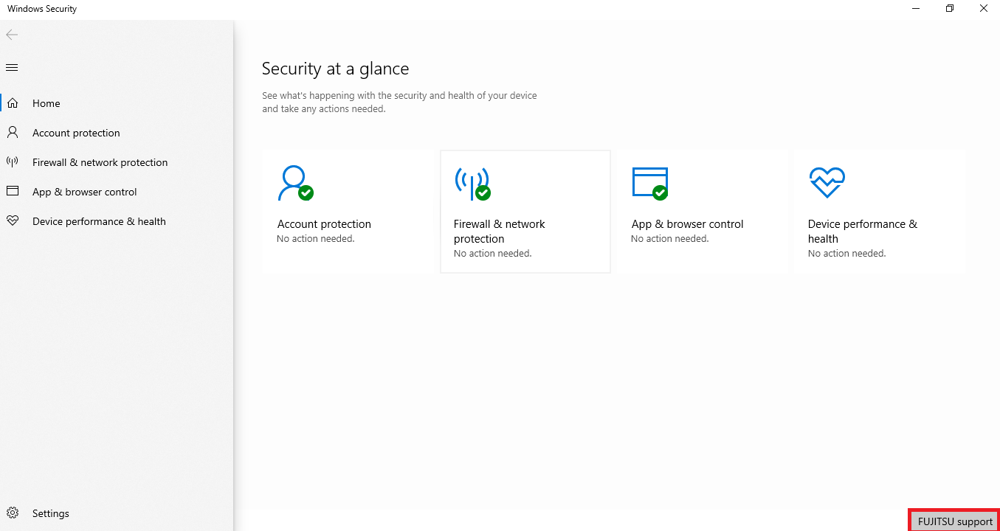 Windows Security
Home
Account protection
Firewall & network protection
App & browser control
Device performance & health
Settings
Security at a glance
See what's happening with the security and health of your device
and take any actions needed.
Account protection
No action needed.
Firewall & network
protection
No action needed.
App & browser control
No action needed.
Device performance &
health
No action needed.
FUJITSU support